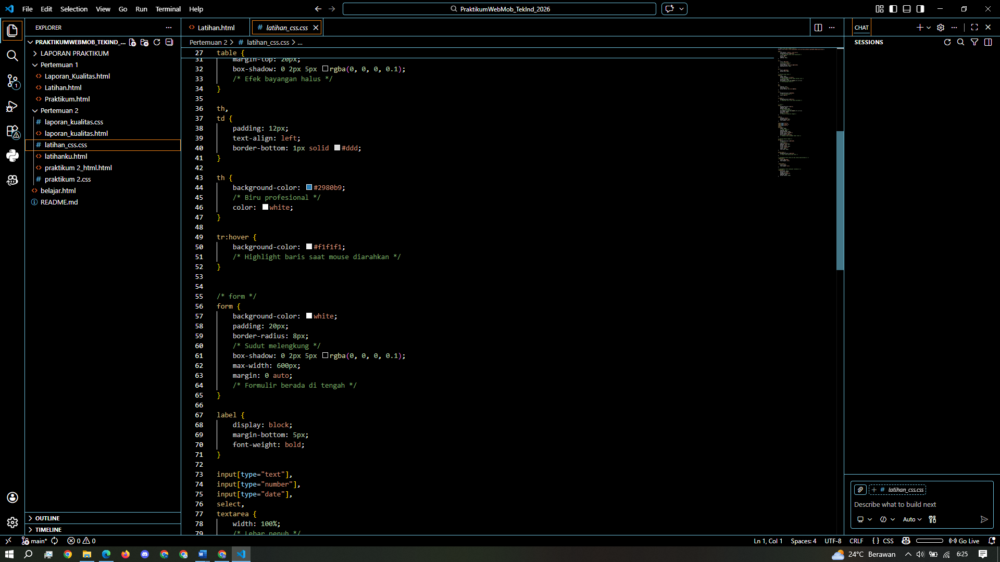 File Edit Selection View Go Run Terminal Help
PraktikumWebMob_TekInd_2026
EXPLORER
PRAKTIKUMWEBMOB_TEKIND_...
LAPORAN PRAKTIKUM
Pertemuan 1
Laporan_Kualitas.html
Latihan.html
Praktikum.html
Pertemuan 2
laporan_kualitas.css
laporan_kualitas.html
latihan_css.css
latihanku.html
praktikum 2_html.html
praktikum 2.css
belajar.html
README.md
OUTLINE
TIMELINE
Latihan.html
latihan_css.css
Pertemuan 2 > # latihan_css.css > ...
27 table {
margin-top: 20px;
32 box-shadow: 0 2px 5px rgba(0, 0, 0, 0.1);
33 /* Efek bayangan halus */
34 }
35
36 th,
37 td {
38 padding: 12px;
39 text-align: left;
40 border-bottom: 1px solid #ddd;
41 }
42
43 th {
44 background-color: #2980b9;
45 /* Biru profesional */
46 color: white;
47 }
48
49 tr:hover {
50 background-color: #f1f1f1;
51 /* Highlight baris saat mouse diarahkan */
52 }
53
54
55 /* form */
56 form {
57 background-color: white;
58 padding: 20px;
59 border-radius: 8px;
60 /* Sudut melengkung */
61 box-shadow: 0 2px 5px rgba(0, 0, 0, 0.1);
62 max-width: 600px;
63 margin: 0 auto;
64 /* Formulir berada di tengah */
65 }
66
67 label {
68 display: block;
69 margin-bottom: 5px;
70 font-weight: bold;
71 }
72
73 input[type="text"],
74 input[type="number"],
75 input[type="date"],
76 select,
77 textarea {
78 width: 100%;
79 /* Lebar penuh */
CHAT
SESSIONS
+ # latihan_css.css
Describe what to build next
Auto
main*
0 0
Ln 1, Col 1
Spaces: 4
UTF-8
CRLF
{ } CSS
Go Live
24°C Berawan
6:25